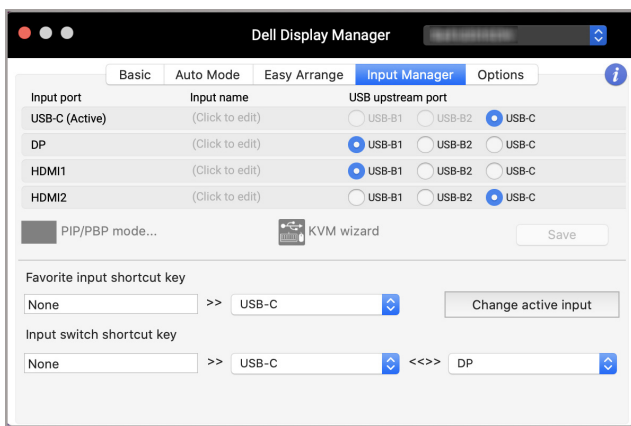 Dell Display Manager
Basic Auto Mode Easy Arrange Input Manager Options i
Input port Input name USB upstream port
USB-C (Active) (Click to edit) USB-B1 USB-B2 USB-C
DP (Click to edit) USB-B1 USB-B2 USB-C
HDMI1 (Click to edit) USB-B1 USB-B2 USB-C
HDMI2 (Click to edit) USB-B1 USB-B2 USB-C
PIP/PBP mode... KVM wizard Save
Favorite input shortcut key
None >> USB-C Change active input
Input switch shortcut key
None >> USB-C <<>> DP